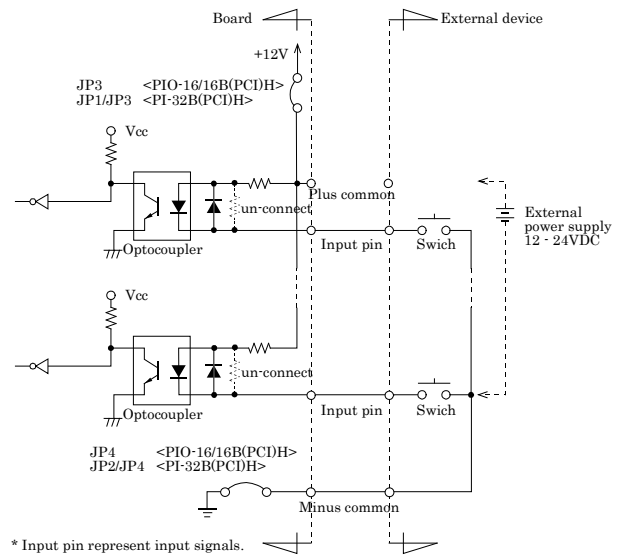 Board
External device
+12V
JP3 <PIO-16/16B(PCI)H>
JP1/JP3 <PI-32B(PCI)H>
Vcc
Plus common
un-connect
Optocoupler
Input pin
Swich
External
power supply
12 - 24VDC
Vcc
un-connect
Optocoupler
Input pin
Swich
JP4 <PIO-16/16B(PCI)H>
JP2/JP4 <PI-32B(PCI)H>
Minus common
* Input pin represent input signals.